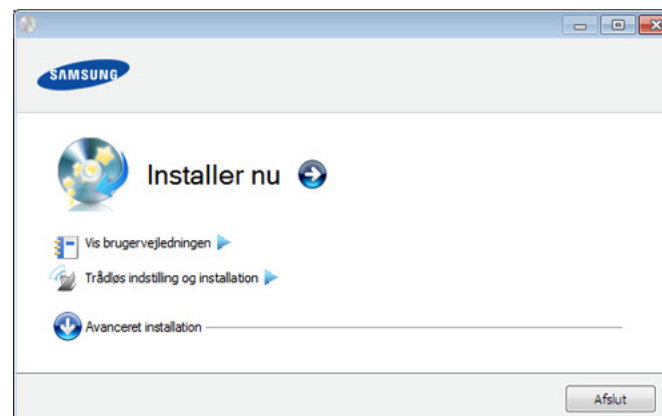 SAMSUNG
Installer nu
Vis brugervejledningen
Trådløs indstilling og installation
Avanceret installation
Afslut